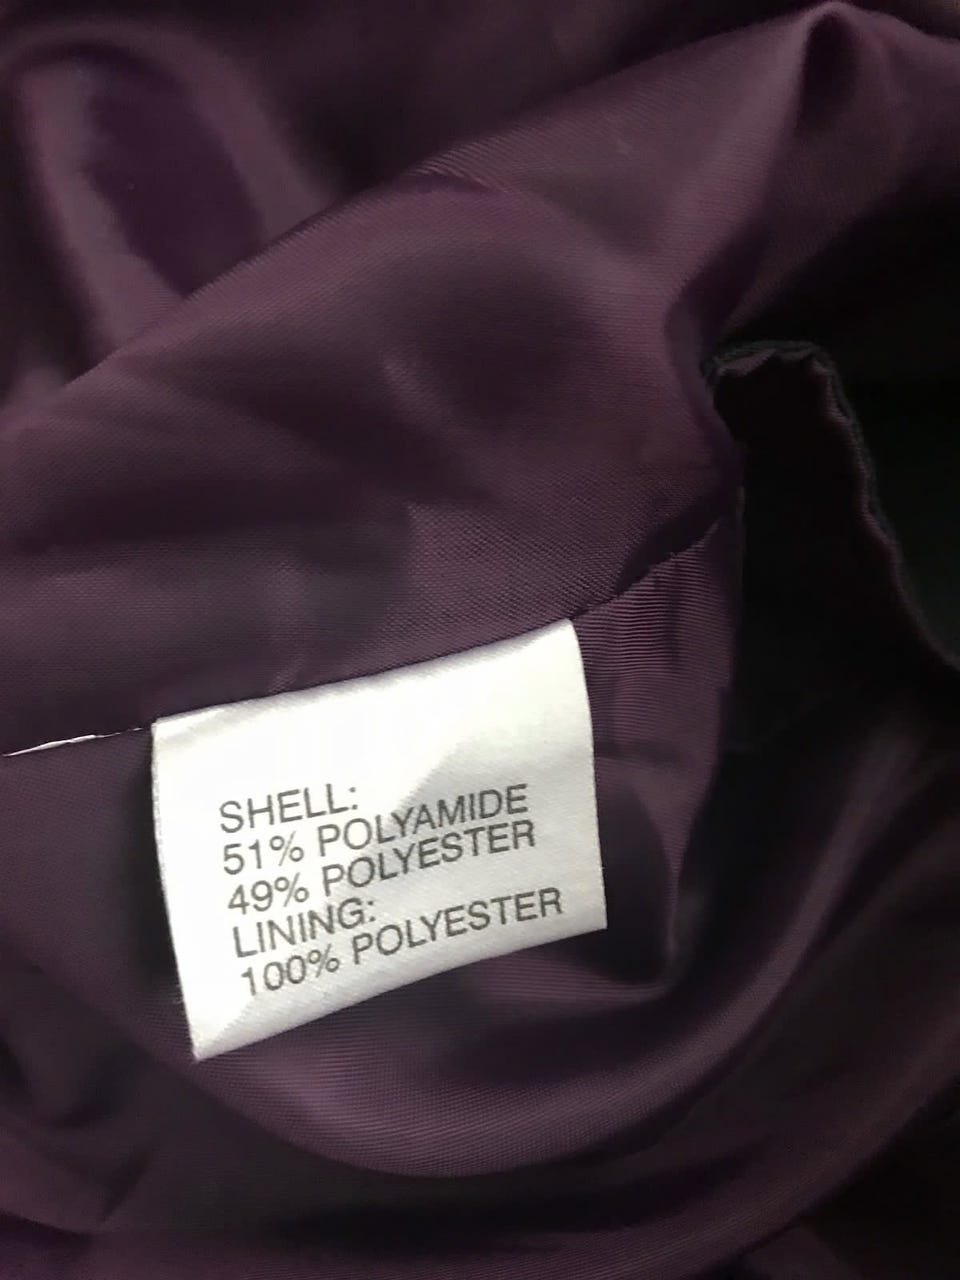 SHELL:
51% POLYAMIDE
49% POLYESTER
LINING:
100% POLYESTER